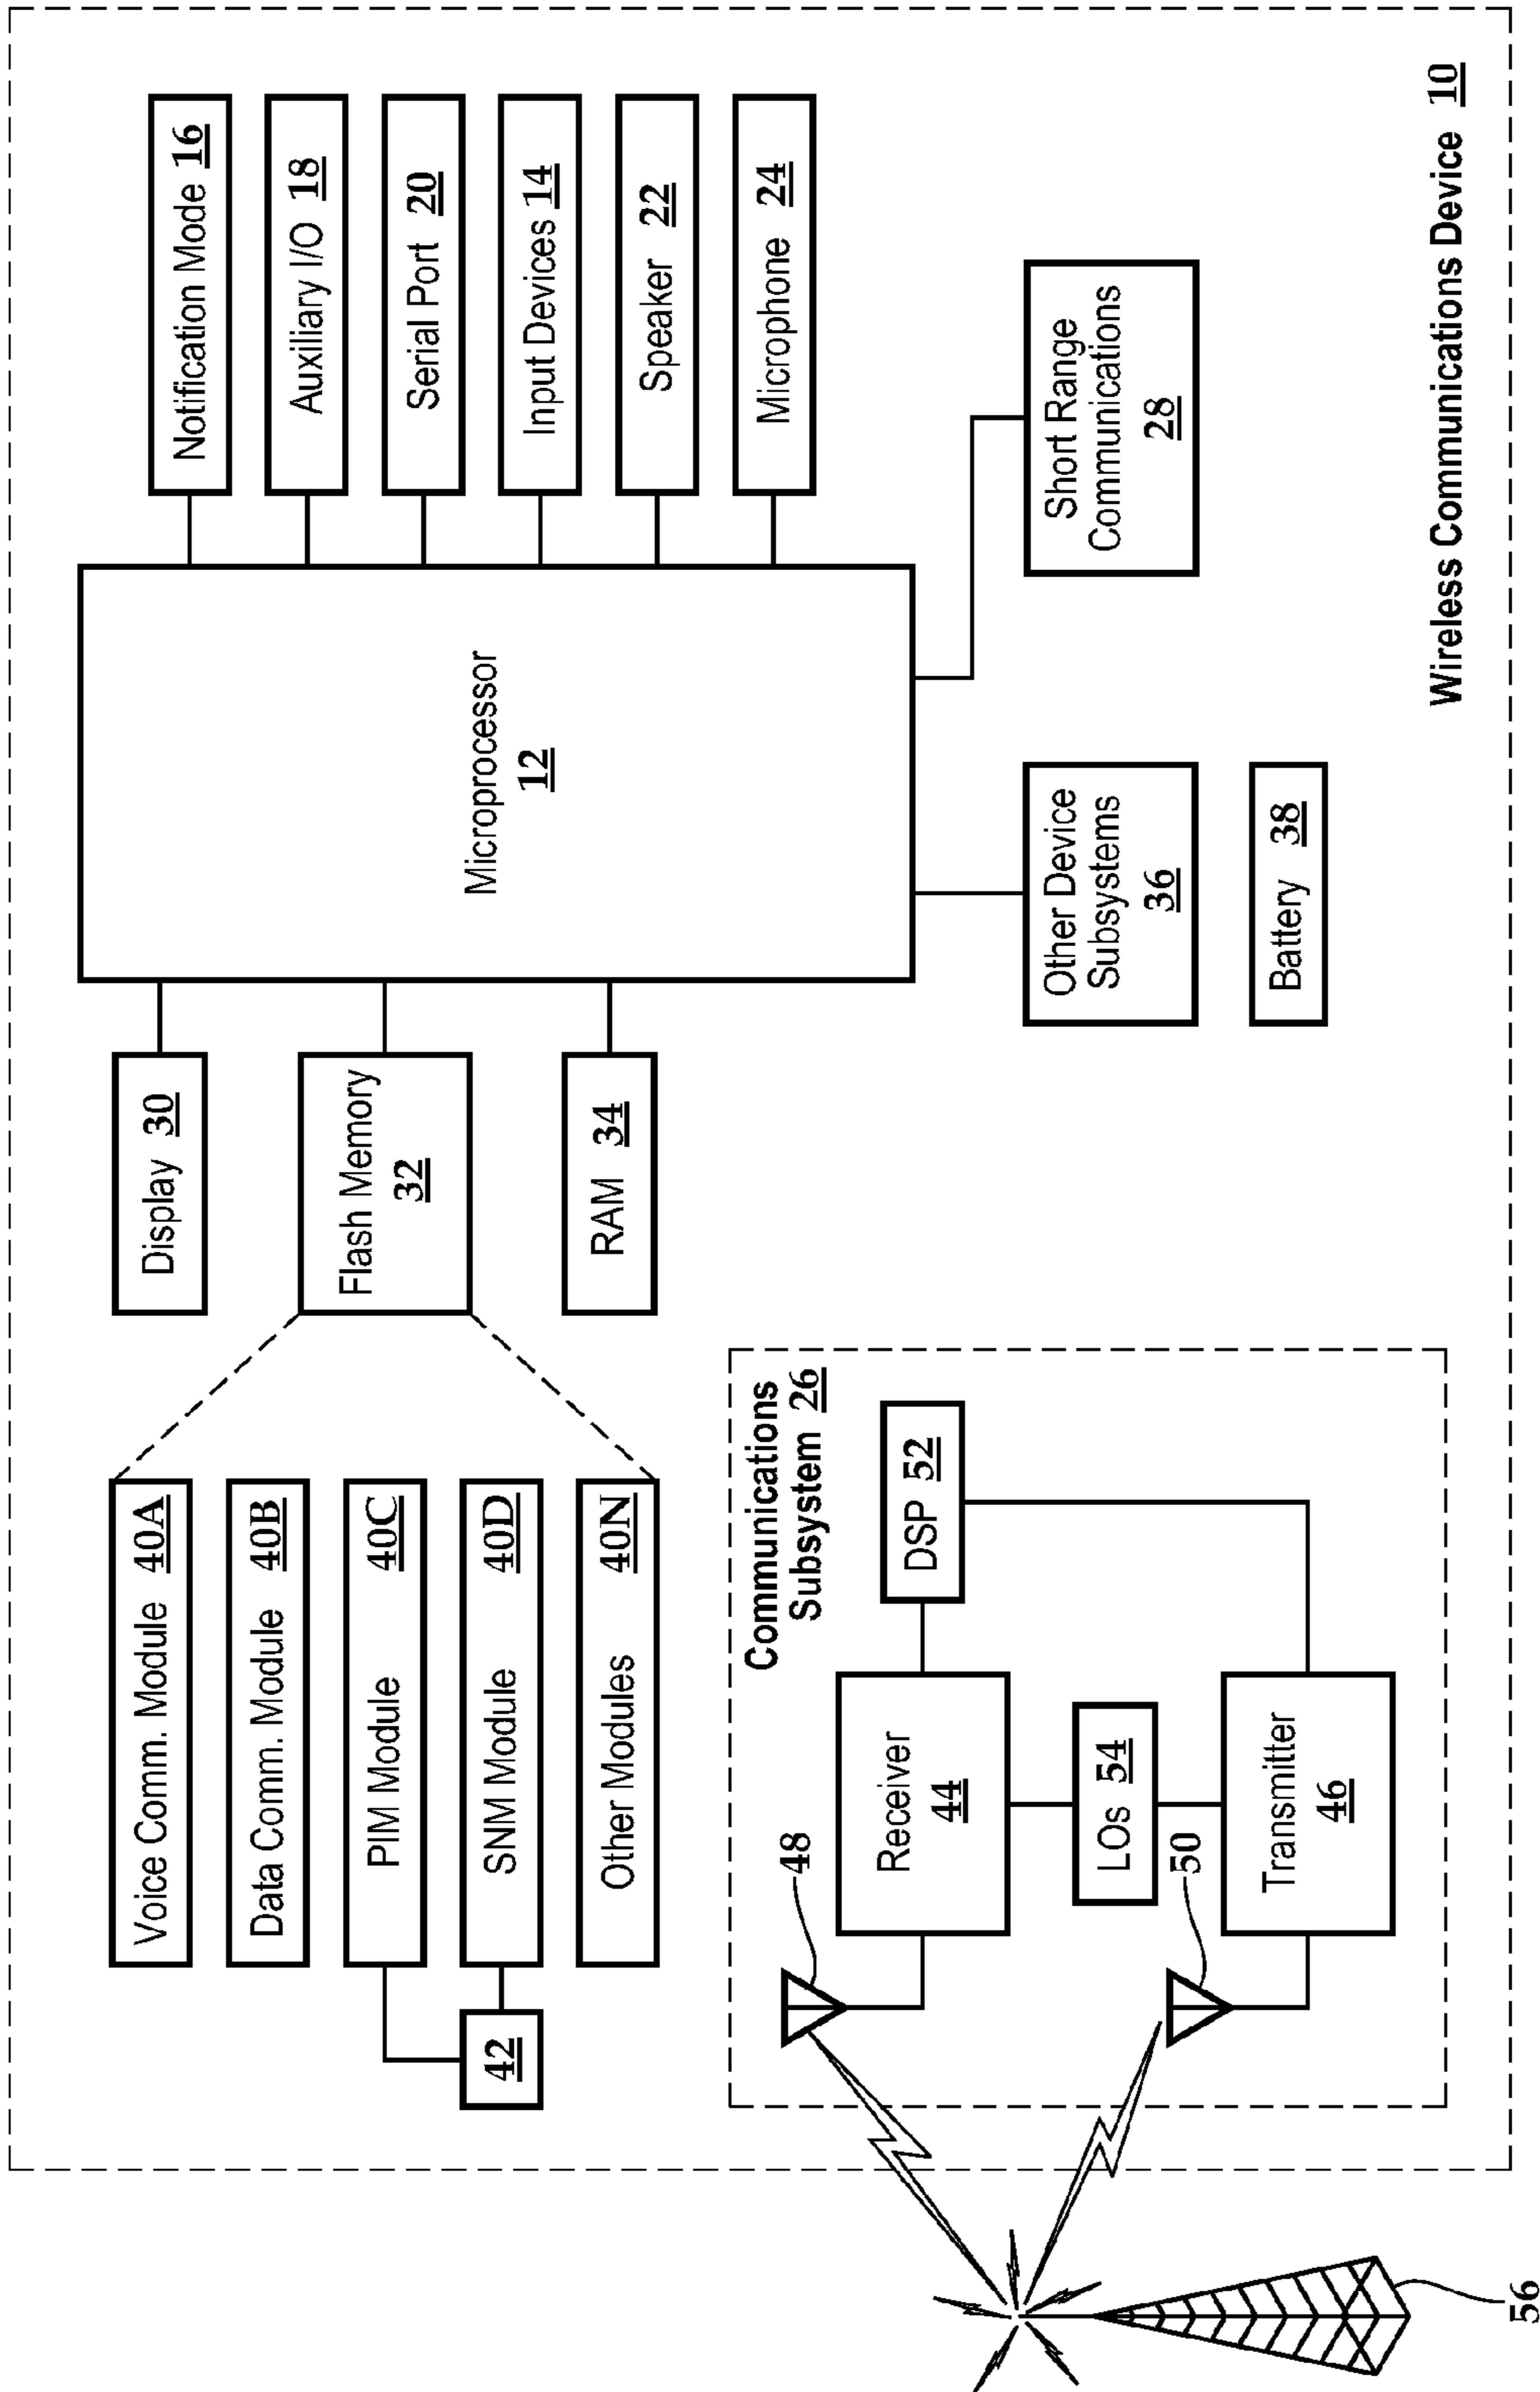 Voice Comm. Module 40A
Data Comm. Module 40B
PIM Module 40C
SNM Module 40D
Other Modules 40N
42
Display 30
Flash Memory
32
RAM 34
Microprocessor
12
Notification Mode 16
Auxiliary I/O 18
Serial Port 20
Input Devices 14
Speaker 22
Microphone 24
Communications
Subsystem 26
48
Receiver
44
DSP 52
LOs 54
50
Transmitter
46
Other Device
Subsystems
36
Battery 38
Short Range
Communications
28
Wireless Communications Device 10
56